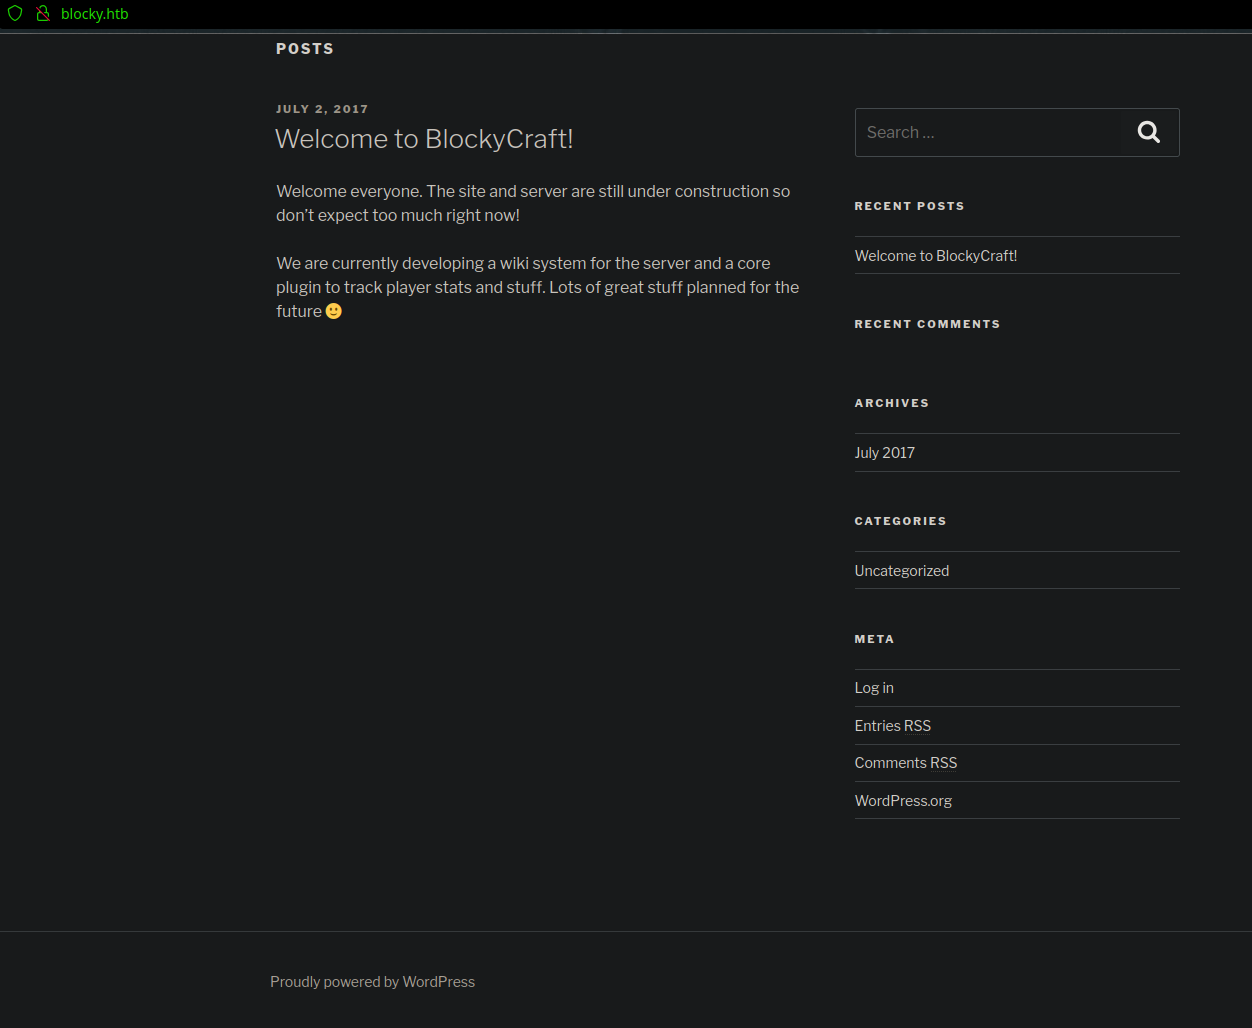 blocky.htb
POSTS
JULY 2, 2017
Welcome to BlockyCraft!
Welcome everyone. The site and server are still under construction so
don’t expect too much right now!
We are currently developing a wiki system for the server and a core
plugin to track player stats and stuff. Lots of great stuff planned for the
future 🙂
Search …
RECENT POSTS
Welcome to BlockyCraft!
RECENT COMMENTS
ARCHIVES
July 2017
CATEGORIES
Uncategorized
META
Log in
Entries RSS
Comments RSS
WordPress.org
Proudly powered by WordPress